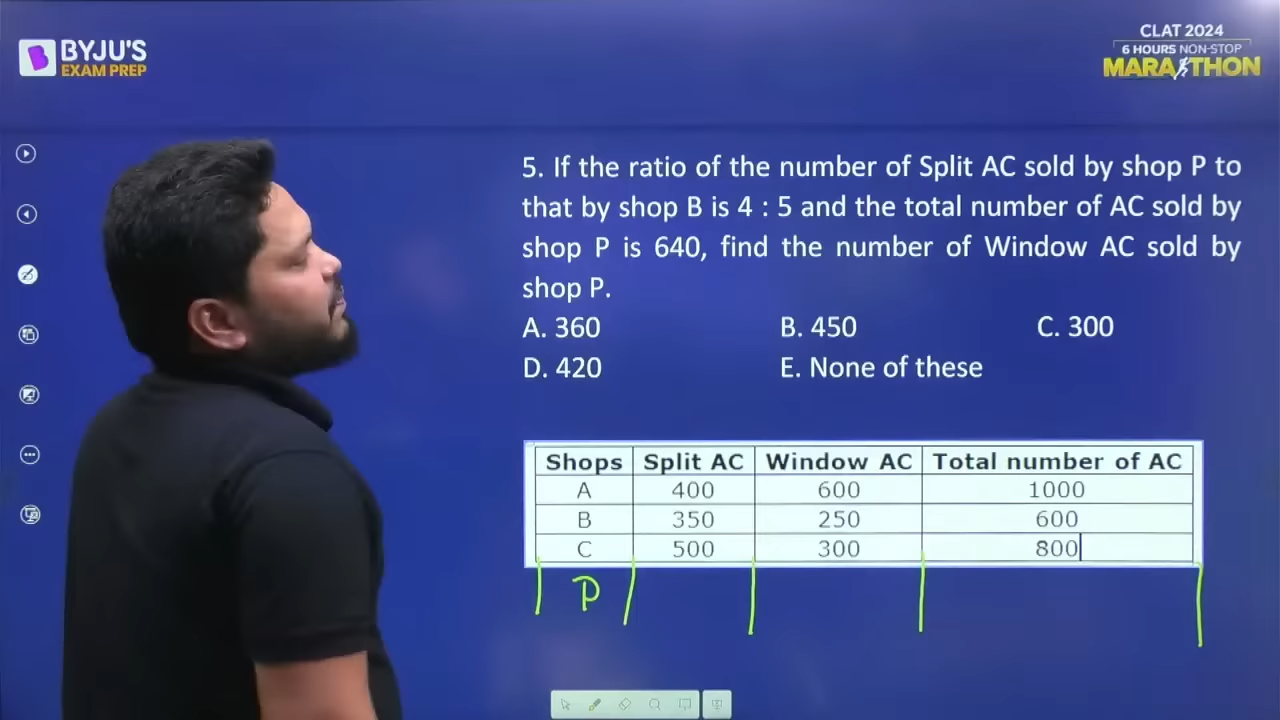 BYJU'S
EXAM PREP
CLAT 2024
6 HOURS NON-STOP
MARATHON
5. If the ratio of the number of Split AC sold by shop P to
that by shop B is 4 : 5 and the total number of AC sold by
shop P is 640, find the number of Window AC sold by
shop P.
A. 360 B. 450 C. 300
D. 420 E. None of these
Shops Split AC Window AC Total number of AC
A 400 600 1000
B 350 250 600
C 500 300 800
P